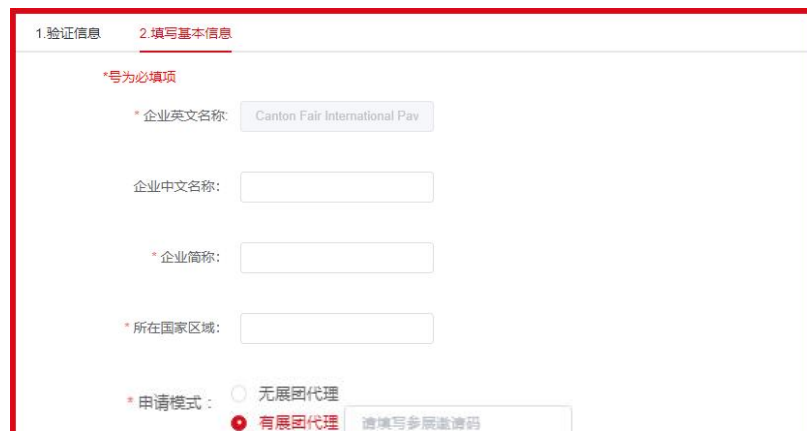 1.验证信息 2.填写基本信息
*号为必填项
* 企业英文名称: Canton Fair International Pav
企业中文名称：
* 企业简称：
* 所在国家区域：
* 申请模式： 无展团代理
有展团代理 请填写参展邀请码